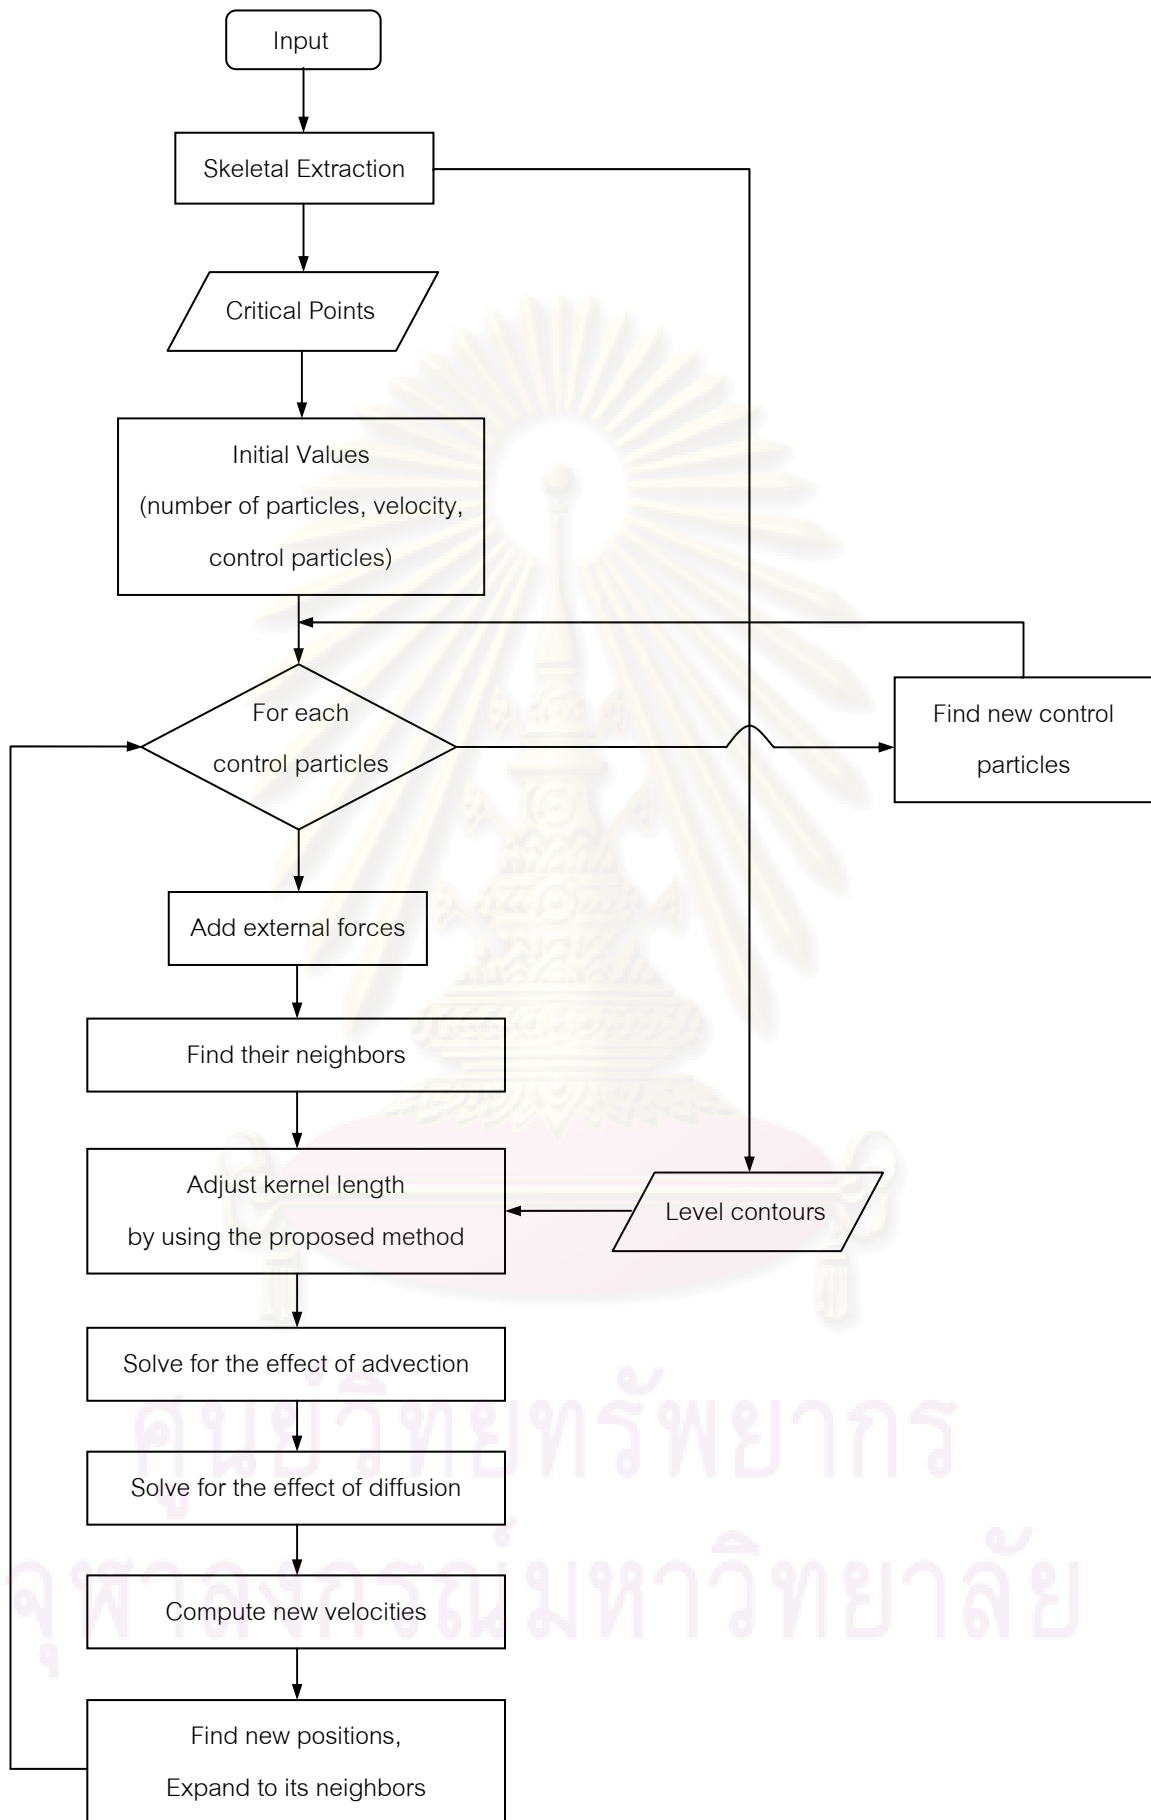 Input
Skeletal Extraction
Critical Points
Initial Values
(number of particles, velocity,
control particles)
For each
control particles
Find new control
particles
Add external forces
Find their neighbors
Adjust kernel length
by using the proposed method
Level contours
Solve for the effect of advection
Solve for the effect of diffusion
Compute new velocities
Find new positions,
Expand to its neighbors
ศูนย์วิทยทรัพยากร
จุฬาลงกรณ์มหาวิทยาลัย